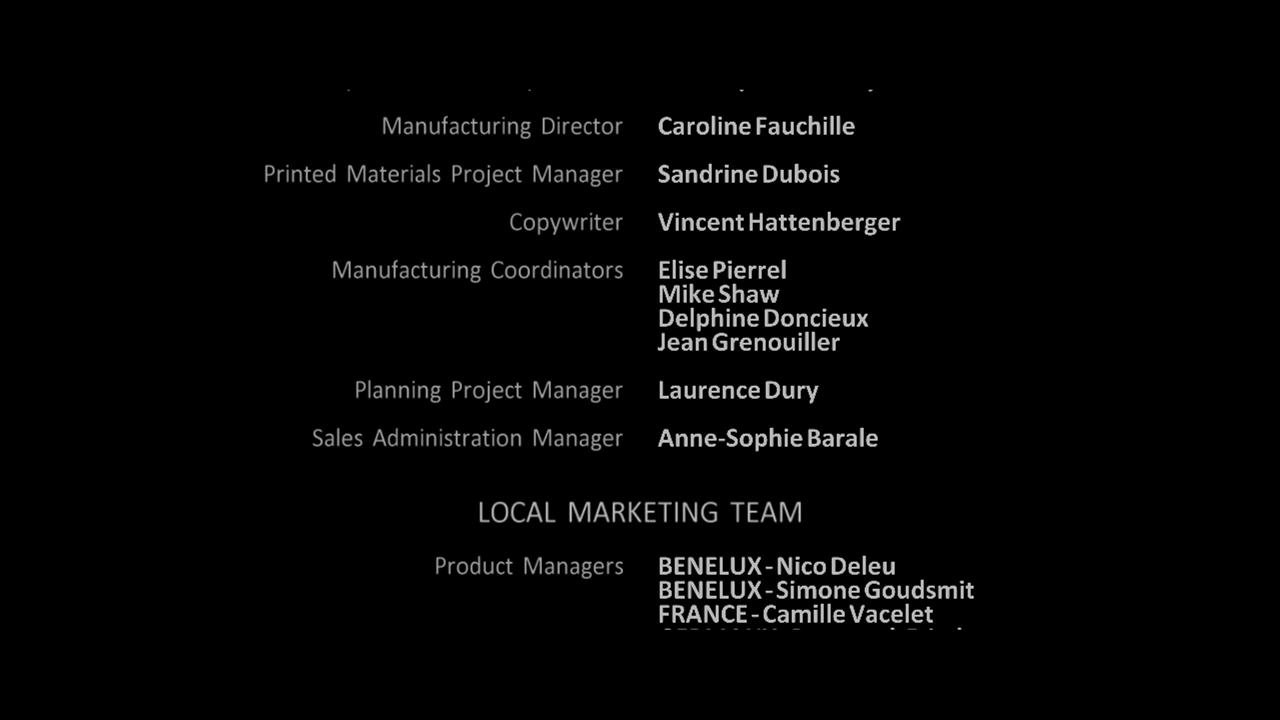 Manufacturing Director Caroline Fauchille
Printed Materials Project Manager Sandrine Dubois
Copywriter Vincent Hattenberger
Manufacturing Coordinators Elise Pierrel
Mike Shaw
Delphine Doncieux
Jean Grenouiller
Planning Project Manager Laurence Dury
Sales Administration Manager Anne-Sophie Barale
LOCAL MARKETING TEAM
Product Managers BENELUX - Nico Deleu
BENELUX - Simone Goudsmit
FRANCE - Camille Vacelet